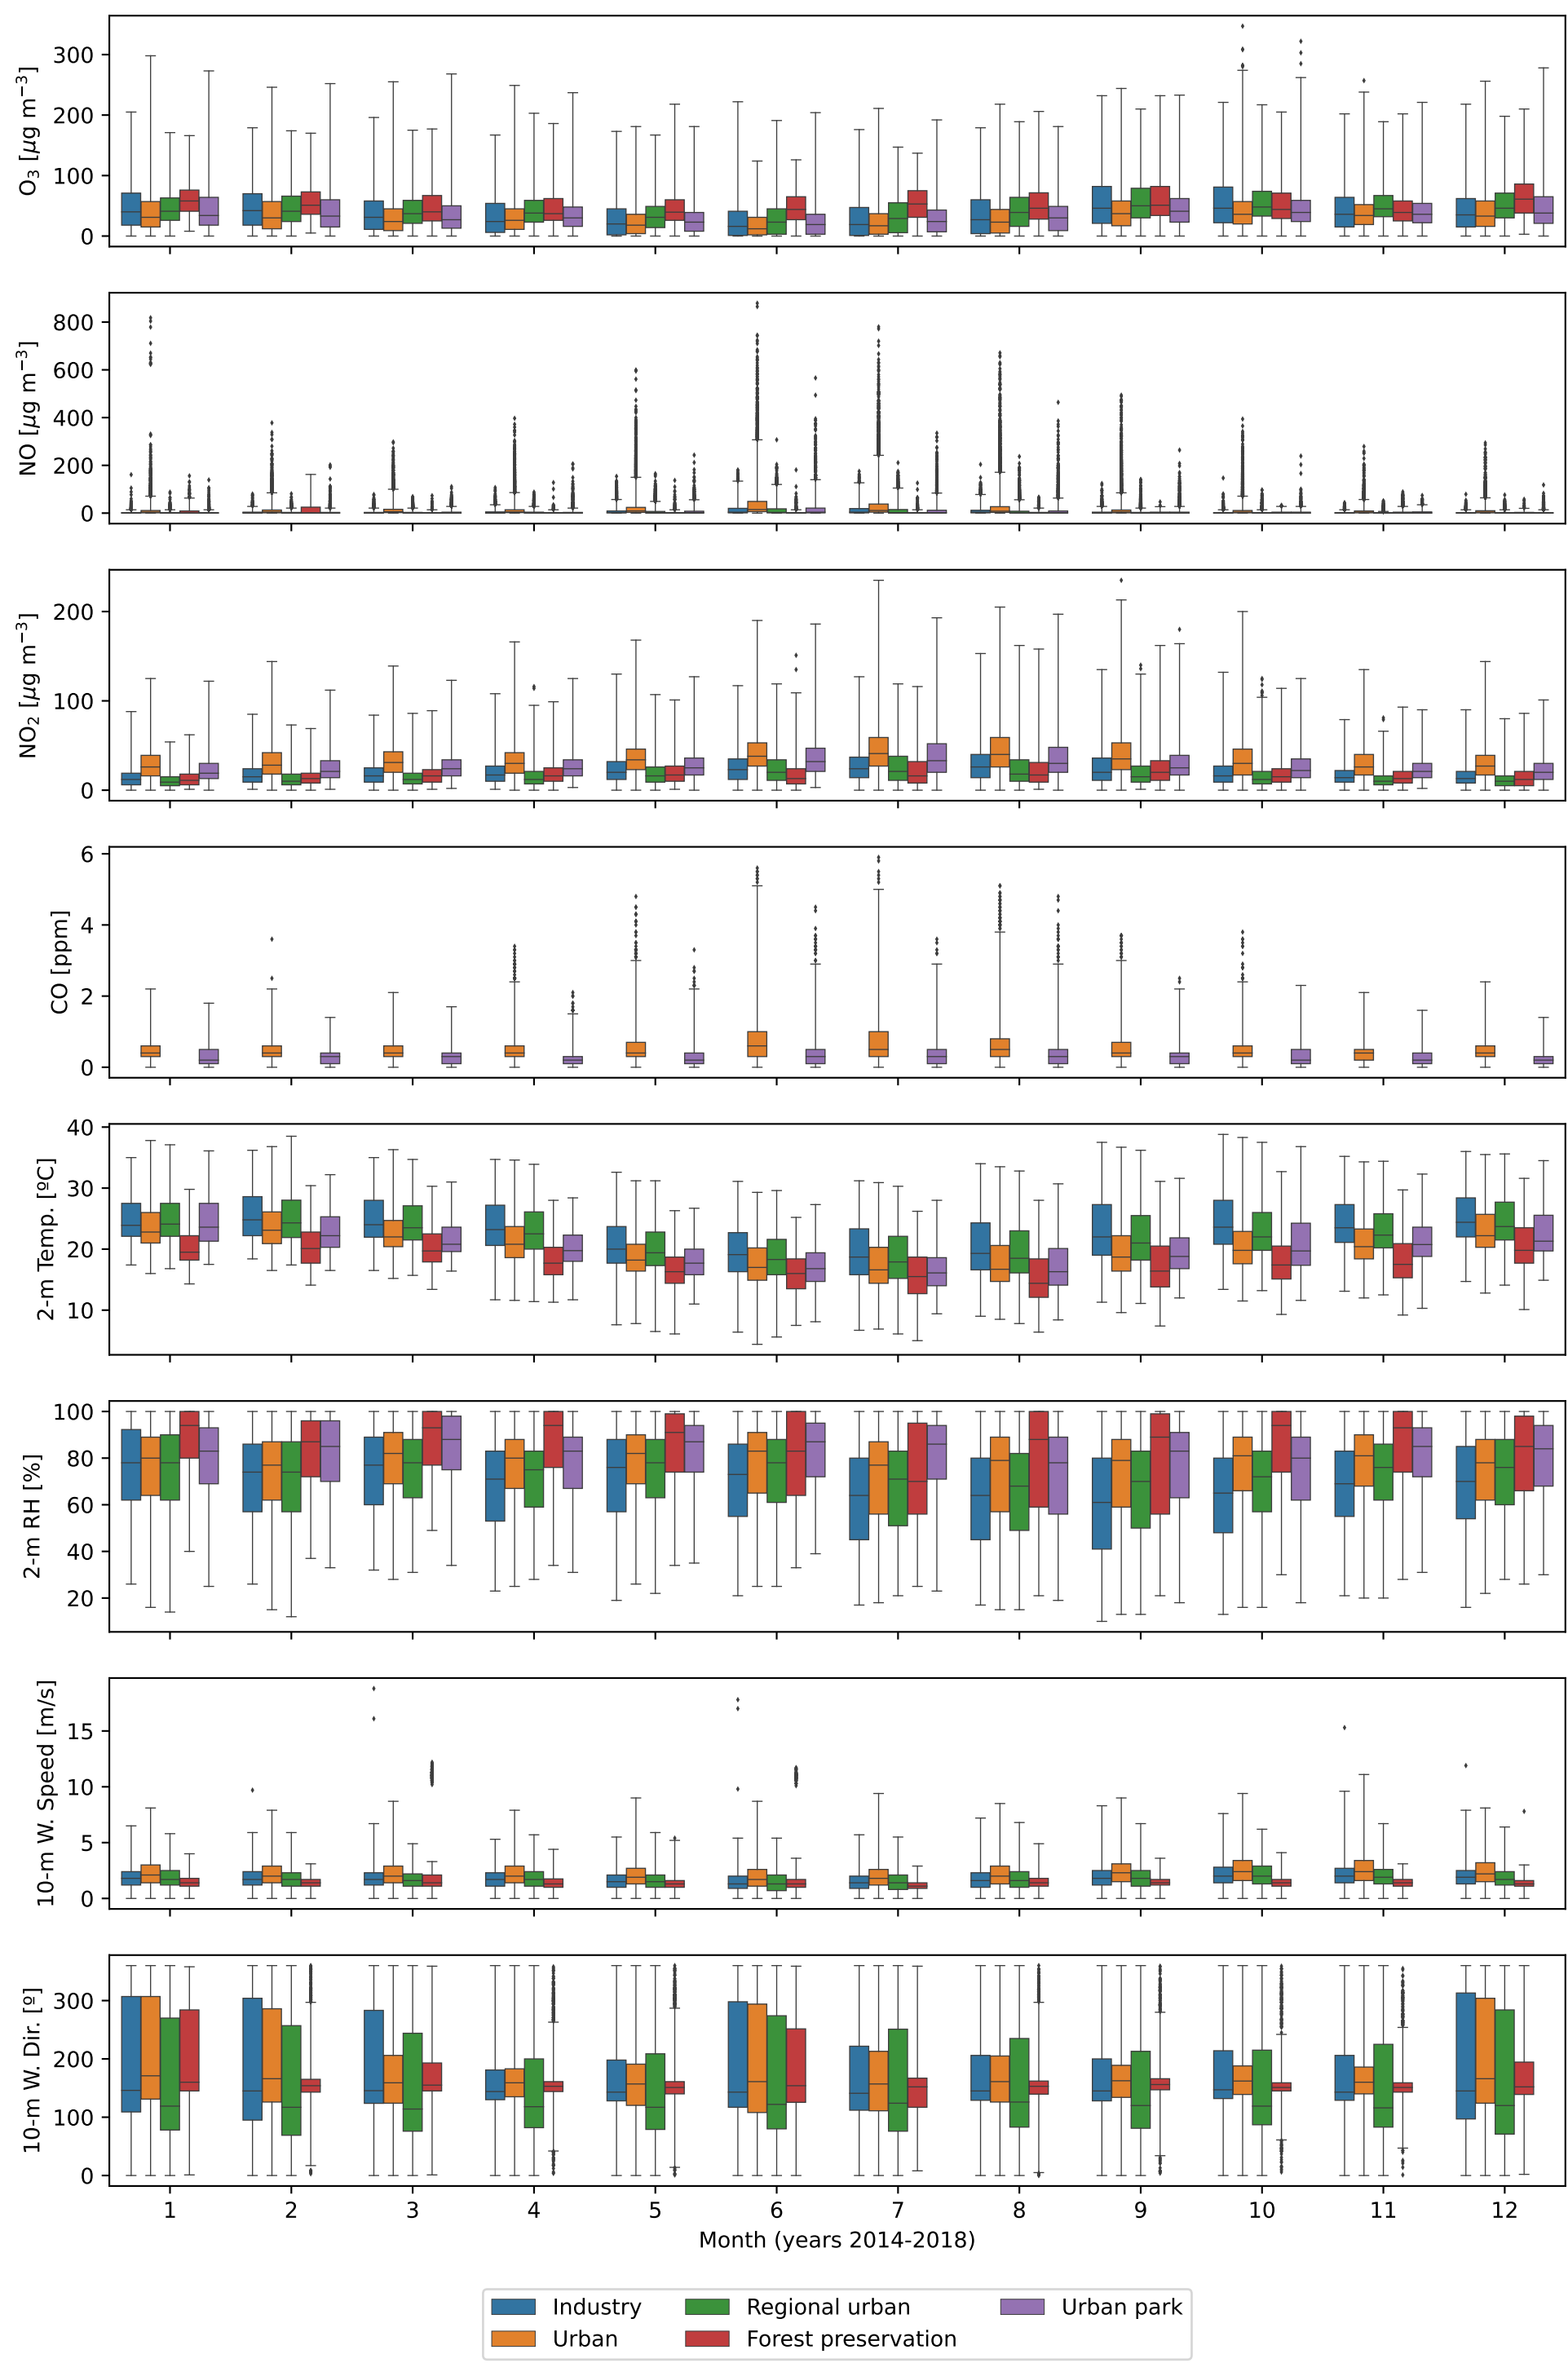 O₃ [μg m⁻³]
300
200
100
0
NO [μg m⁻³]
800
600
400
200
0
NO₂ [μg m⁻³]
200
100
0
CO [ppm]
6
4
2
0
2-m Temp. [ºC]
40
30
20
10
2-m RH [%]
100
80
60
40
20
10-m W. Speed [m/s]
15
10
5
0
10-m W. Dir. [º]
300
200
100
0
1 2 3 4 5 6 7 8 9 10 11 12
Month (years 2014-2018)
Industry Regional urban Urban park
Urban Forest preservation